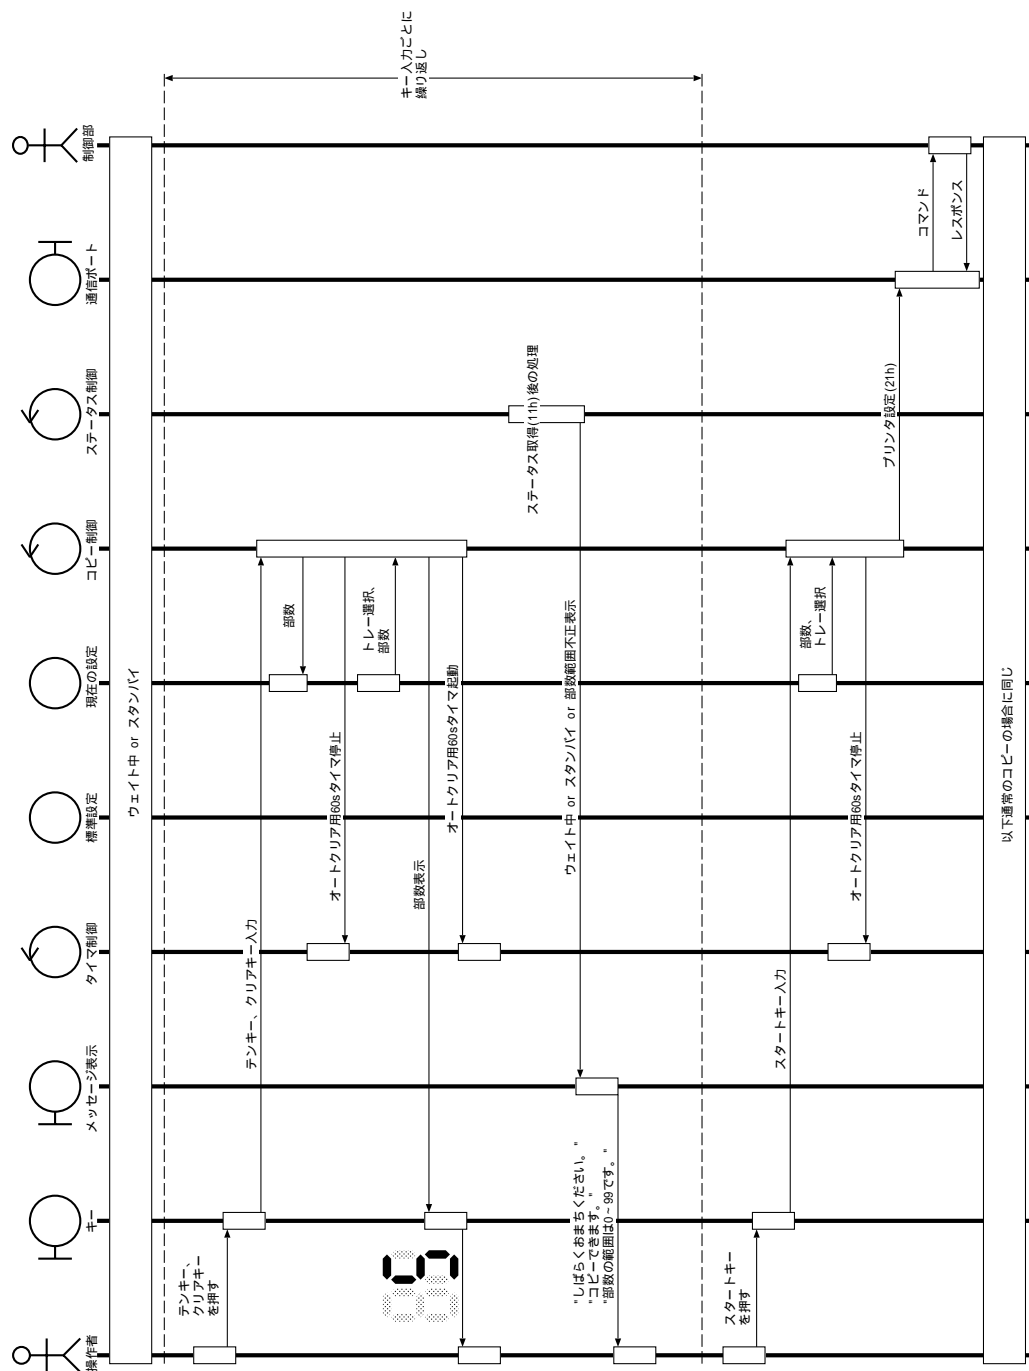 操作者
キー
メッセージ表示
タイマ制御
標準設定
現在の設定
コピー制御
ステータス制御
通信ポート
制御部
ウェイト中 or スタンバイ
キー入力ごとに
繰り返し
テンキー、
クリアキー
を押す
テンキー、クリアキー入力
部数
オートクリア用60sタイマ停止
トレー選択、
部数
部数表示
5
オートクリア用60sタイマ起動
ステータス取得(11h)後の処理
ウェイト中 or スタンバイ or 部数範囲不正表示
"しばらくおまちください。"
"コピーできます。"
"部数の範囲は0~99です。"
スタートキー
を押す
スタートキー入力
部数、
トレー選択
オートクリア用60sタイマ停止
プリンタ設定(21h)
コマンド
レスポンス
以下通常のコピーの場合に同じ